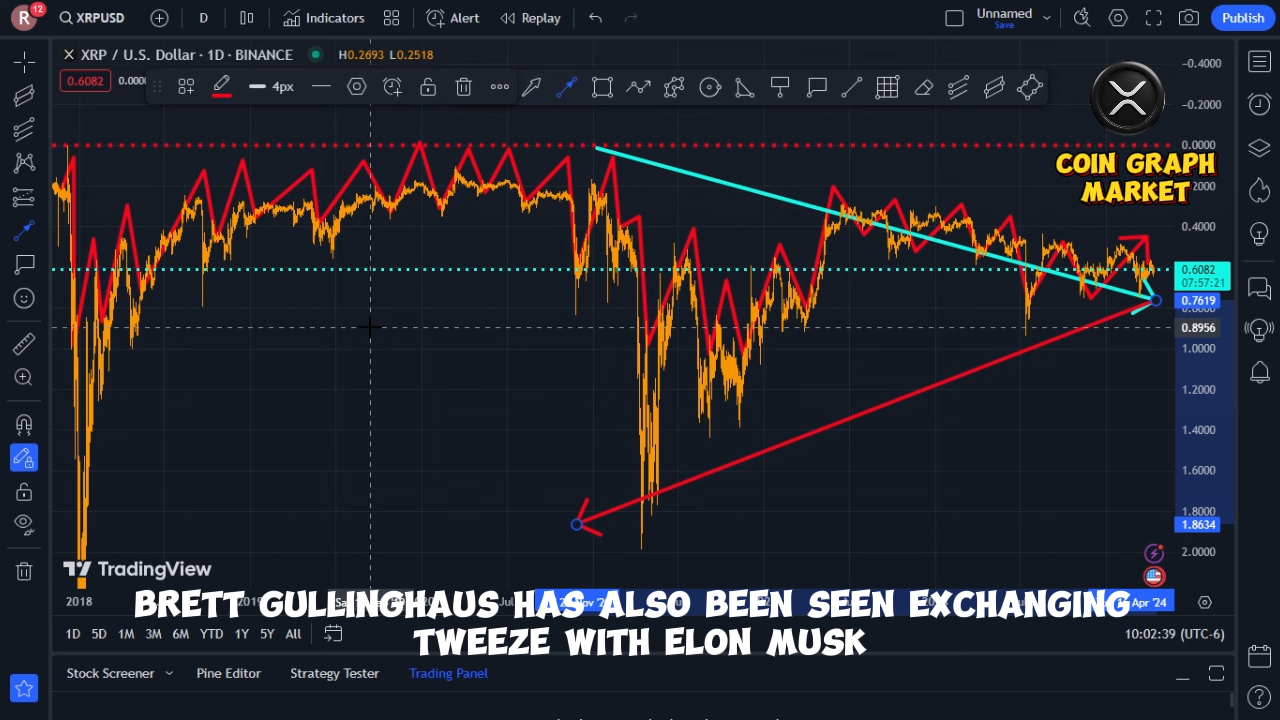 R
12
XRPUSD
D
Indicators
Alert
Replay
Unnamed
Save
Publish
XRP / U.S. Dollar · 1D · BINANCE
H0.2693 L0.2518
0.6082
4px
COIN GRAPH
MARKET
−0.4000
−0.2000
0.0000
0.4000
0.6082
07:57:21
0.7619
0.8956
1.0000
1.2000
1.4000
1.6000
1.8000
1.8634
2.0000
TradingView
2018
BRETT GULLINGHAUS HAS ALSO BEEN SEEN EXCHANGING
TWEEZE WITH ELON MUSK
1D 5D 1M 3M 6M YTD 1Y 5Y All
10:02:39 (UTC-6)
Stock Screener
Pine Editor
Strategy Tester
Trading Panel